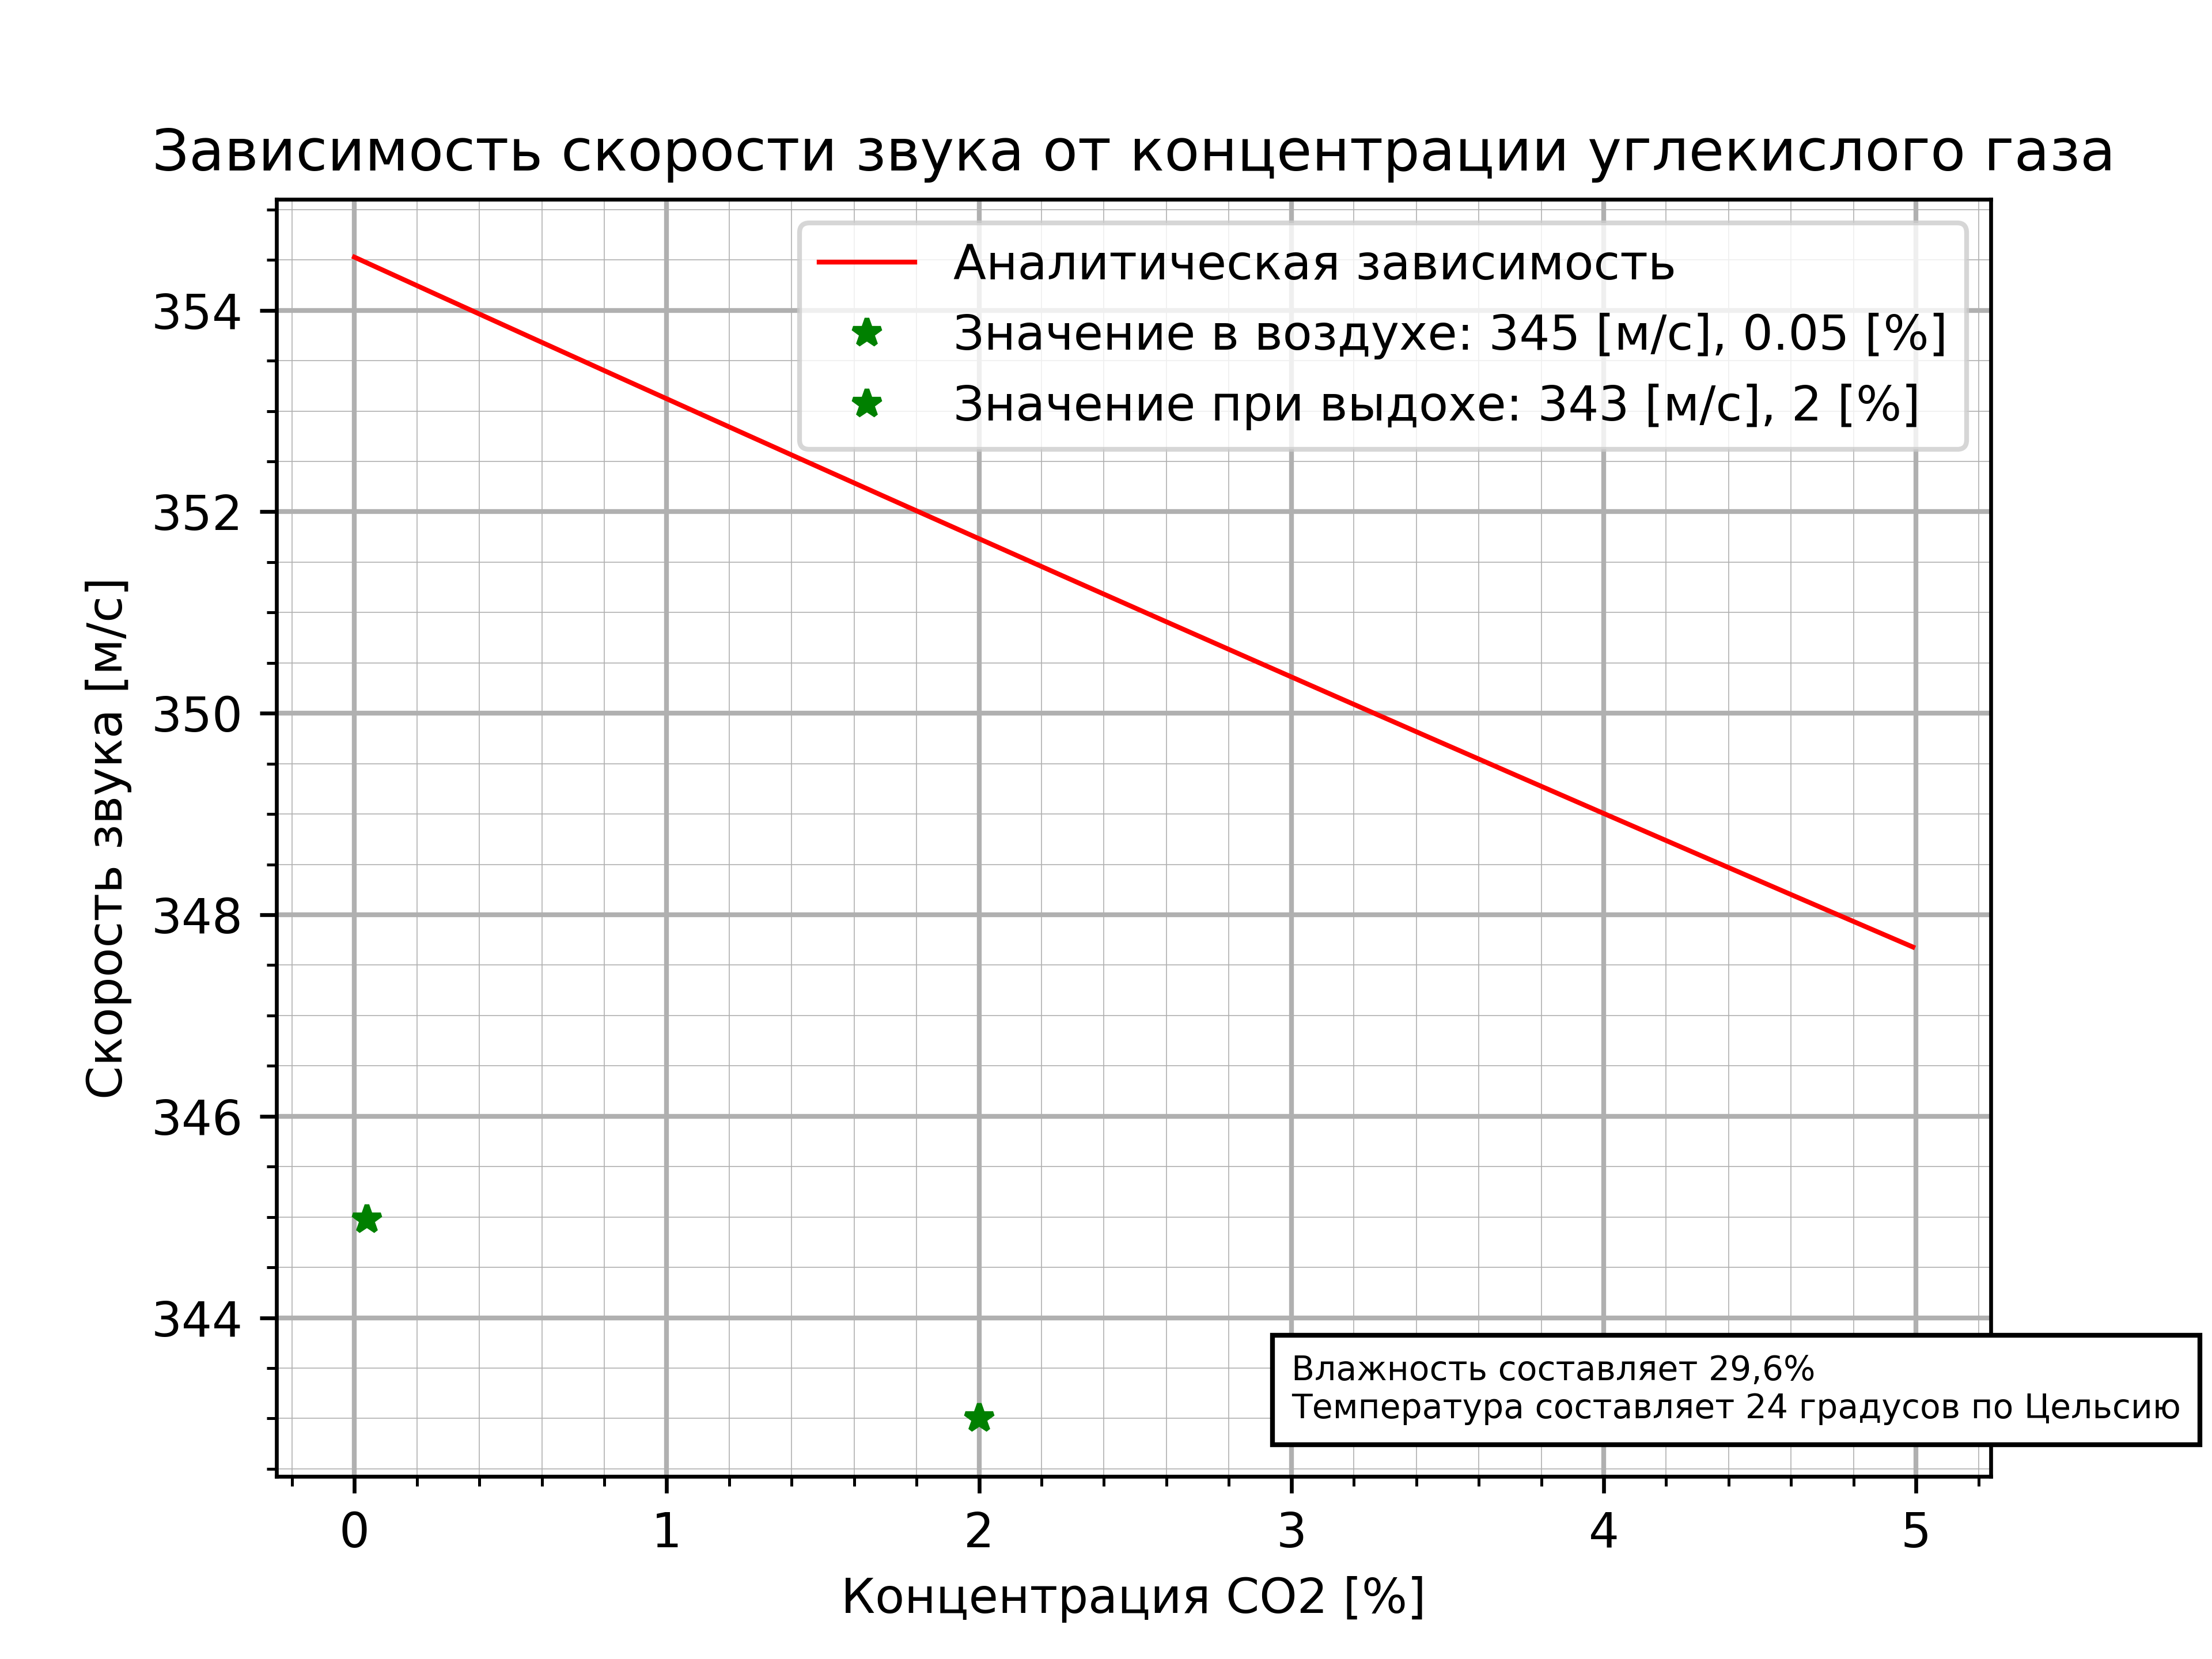 Зависимость скорости звука от концентрации углекислого газа
Аналитическая зависимость
Значение в воздухе: 345 [м/с], 0.05 [%]
Значение при выдохе: 343 [м/с], 2 [%]
Скорость звука [м/с]
354
352
350
348
346
344
Влажность составляет 29,6%
Температура составляет 24 градусов по Цельсию
0 1 2 3 4 5
Концентрация CO2 [%]